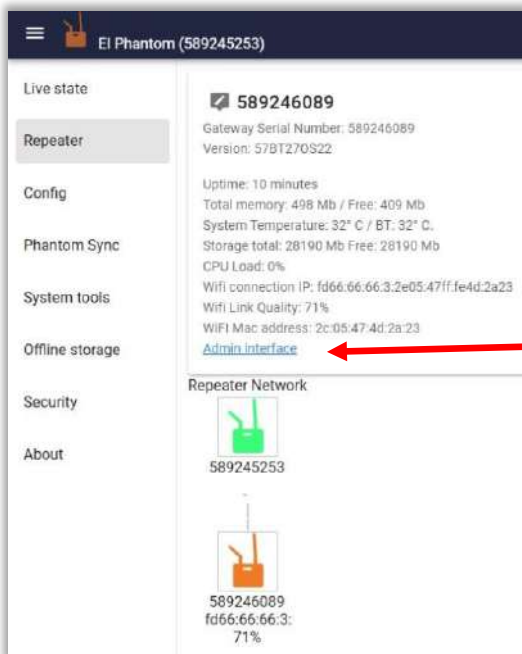 El Phantom (589245253)
Live state
Repeater
Config
Phantom Sync
System tools
Offline storage
Security
About
589246089
Gateway Serial Number: 589246089
Version: 57BT27OS22
Uptime: 10 minutes
Total memory: 498 Mb / Free: 409 Mb
System Temperature: 32° C / BT: 32° C.
Storage total: 28190 Mb Free: 28190 Mb
CPU Load: 0%
Wifi connection IP: fd66:66:66:3:2e05:47ff:fe4d:2a23
Wifi Link Quality: 71%
WiFi Mac address: 2c:05:47:4d:2a:23
Admin interface
Repeater Network
589245253
589246089
fd66:66:66:3:
71%